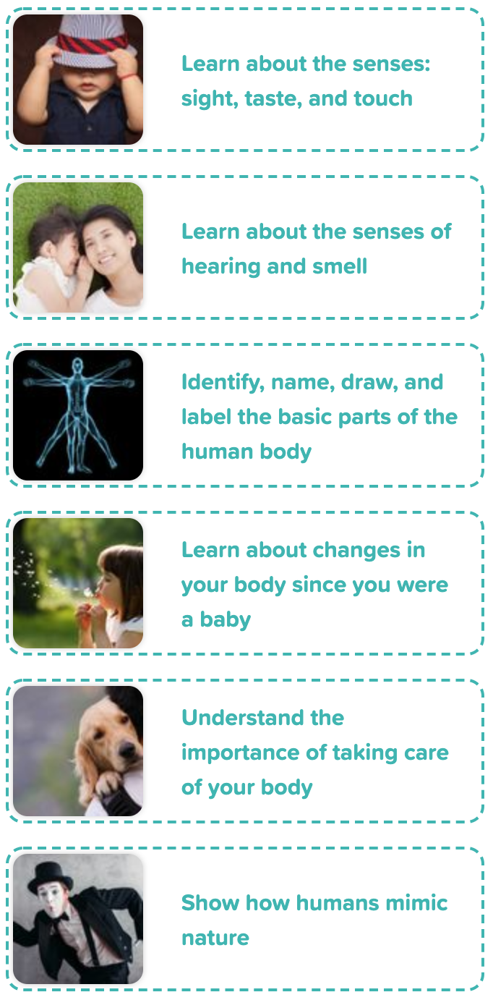 Learn about the senses:
sight, taste, and touch
Learn about the senses of
hearing and smell
Identify, name, draw, and
label the basic parts of the
human body
Learn about changes in
your body since you were
a baby
Understand the
importance of taking care
of your body
Show how humans mimic
nature